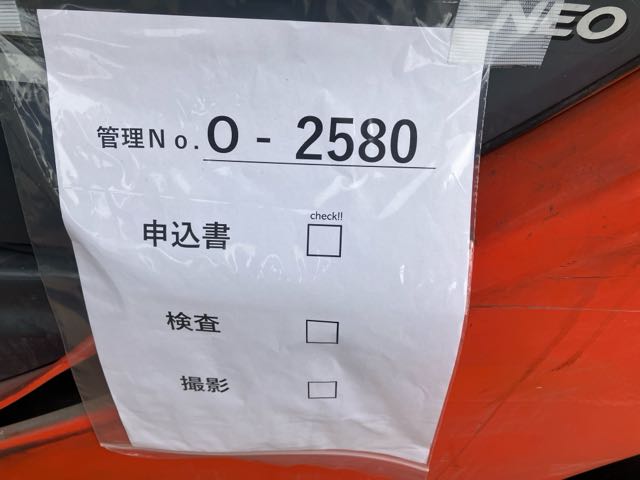 NEO
管理No. O - 2580
check!!
申込書 □
検査 □
撮影 □